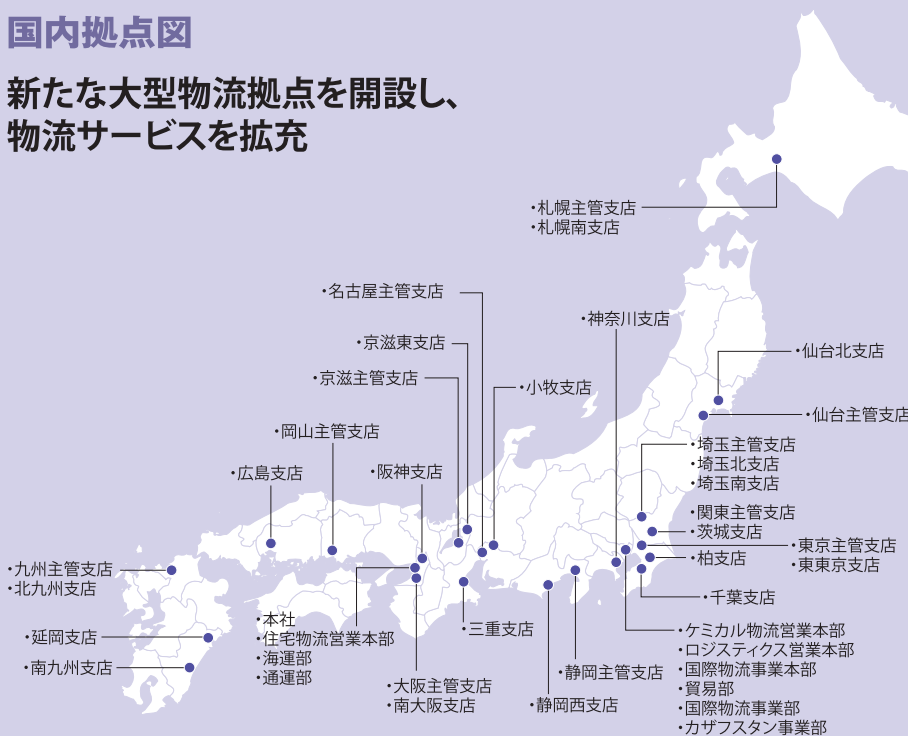 国内拠点図
新たな大型物流拠点を開設し、
物流サービスを拡充
・札幌主管支店
・札幌南支店
・名古屋主管支店
・神奈川支店
・京滋東支店
・仙台北支店
・京滋主管支店
・小牧支店
・仙台主管支店
・岡山主管支店
・阪神支店
・広島支店
・埼玉主管支店
・埼玉北支店
・埼玉南支店
・関東主管支店
・茨城支店
・東京主管支店
・東東京支店
・柏支店
・九州主管支店
・北九州支店
・千葉支店
・本社
・住宅物流営業本部
・海運部
・通運部
・三重支店
・延岡支店
・南九州支店
・大阪主管支店
・南大阪支店
・静岡主管支店
・静岡西支店
・ケミカル物流営業本部
・ロジスティクス営業本部
・国際物流事業本部
・貿易部
・国際物流事業部
・カザフスタン事業部